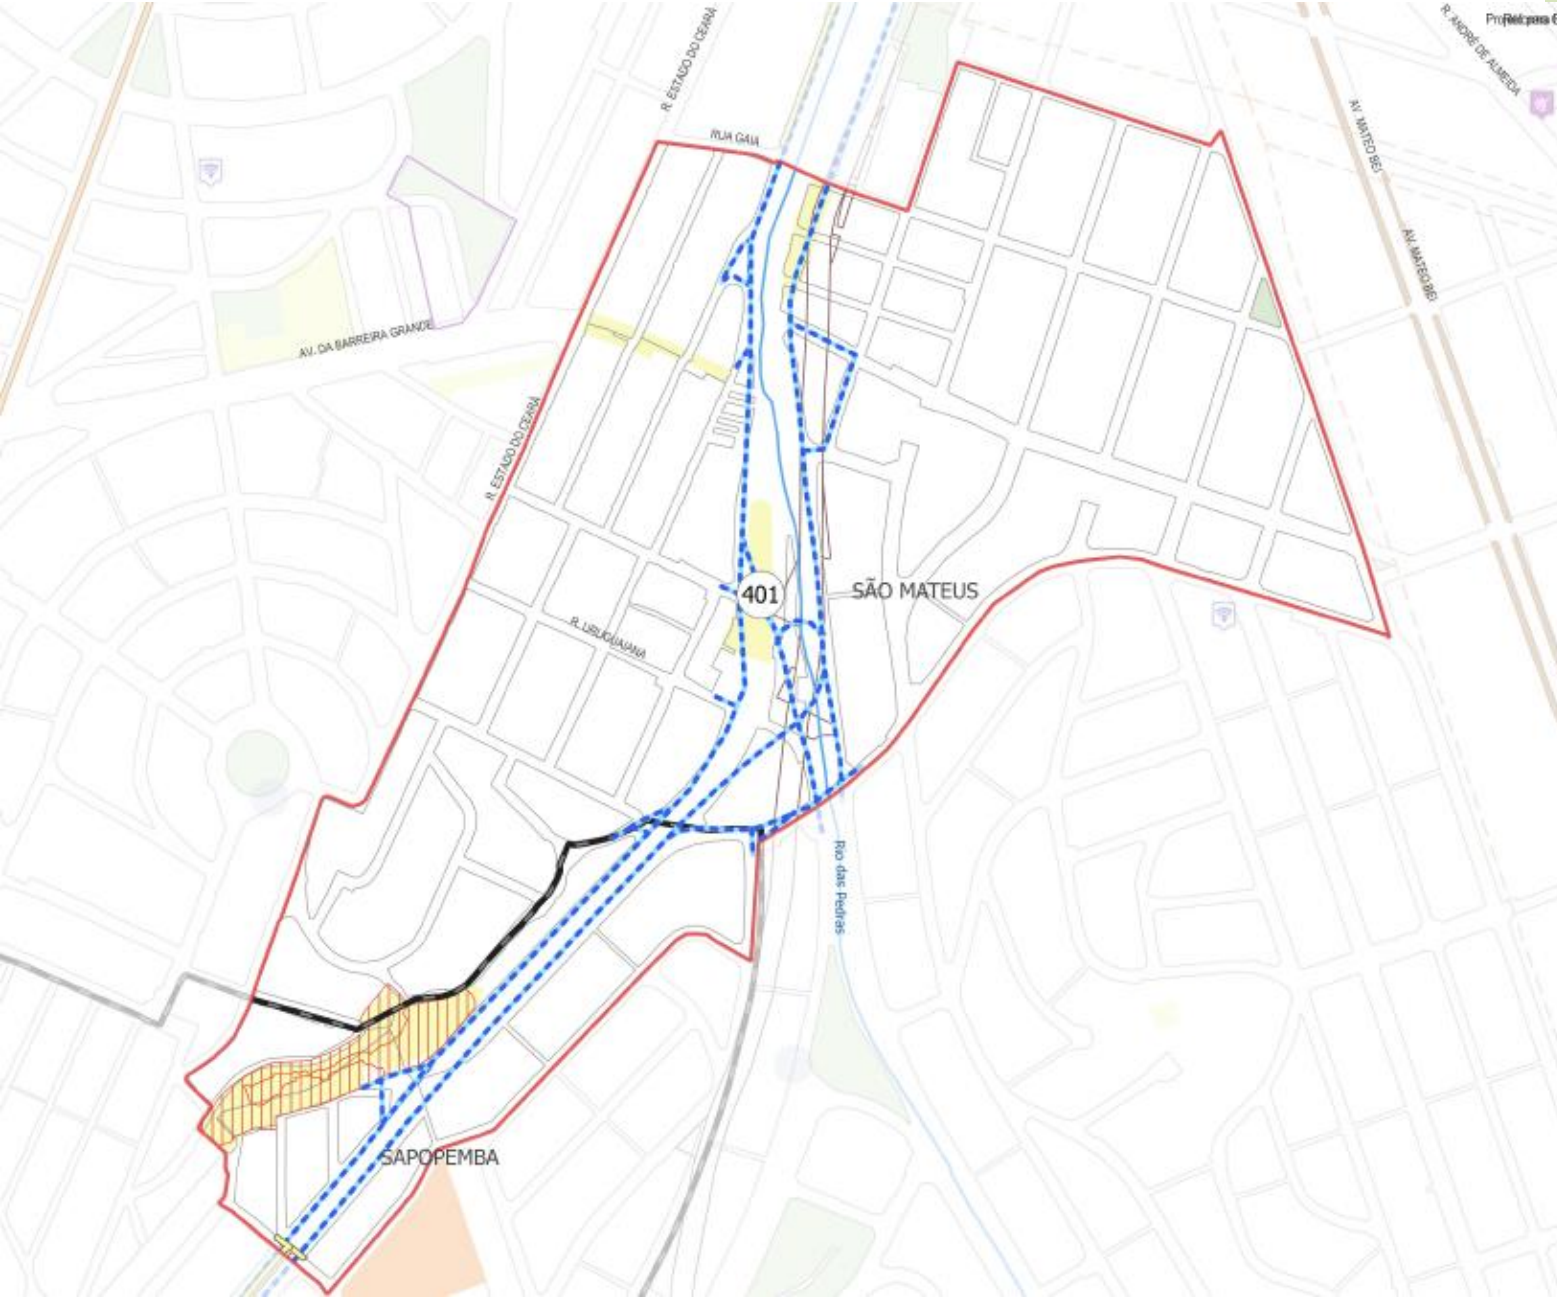 R. ESTADO DO CEARÁ
R. ANDRÉ DE ALMEIDA
RUA GAIA
AV. MATEO BEI
AV. MATEO BEI
AV. DA BARREIRA GRANDE
R. ESTADO DO CEARÁ
401
SÃO MATEUS
R. URUGUAIANA
Rio das Pedras
SAPOPEMBA